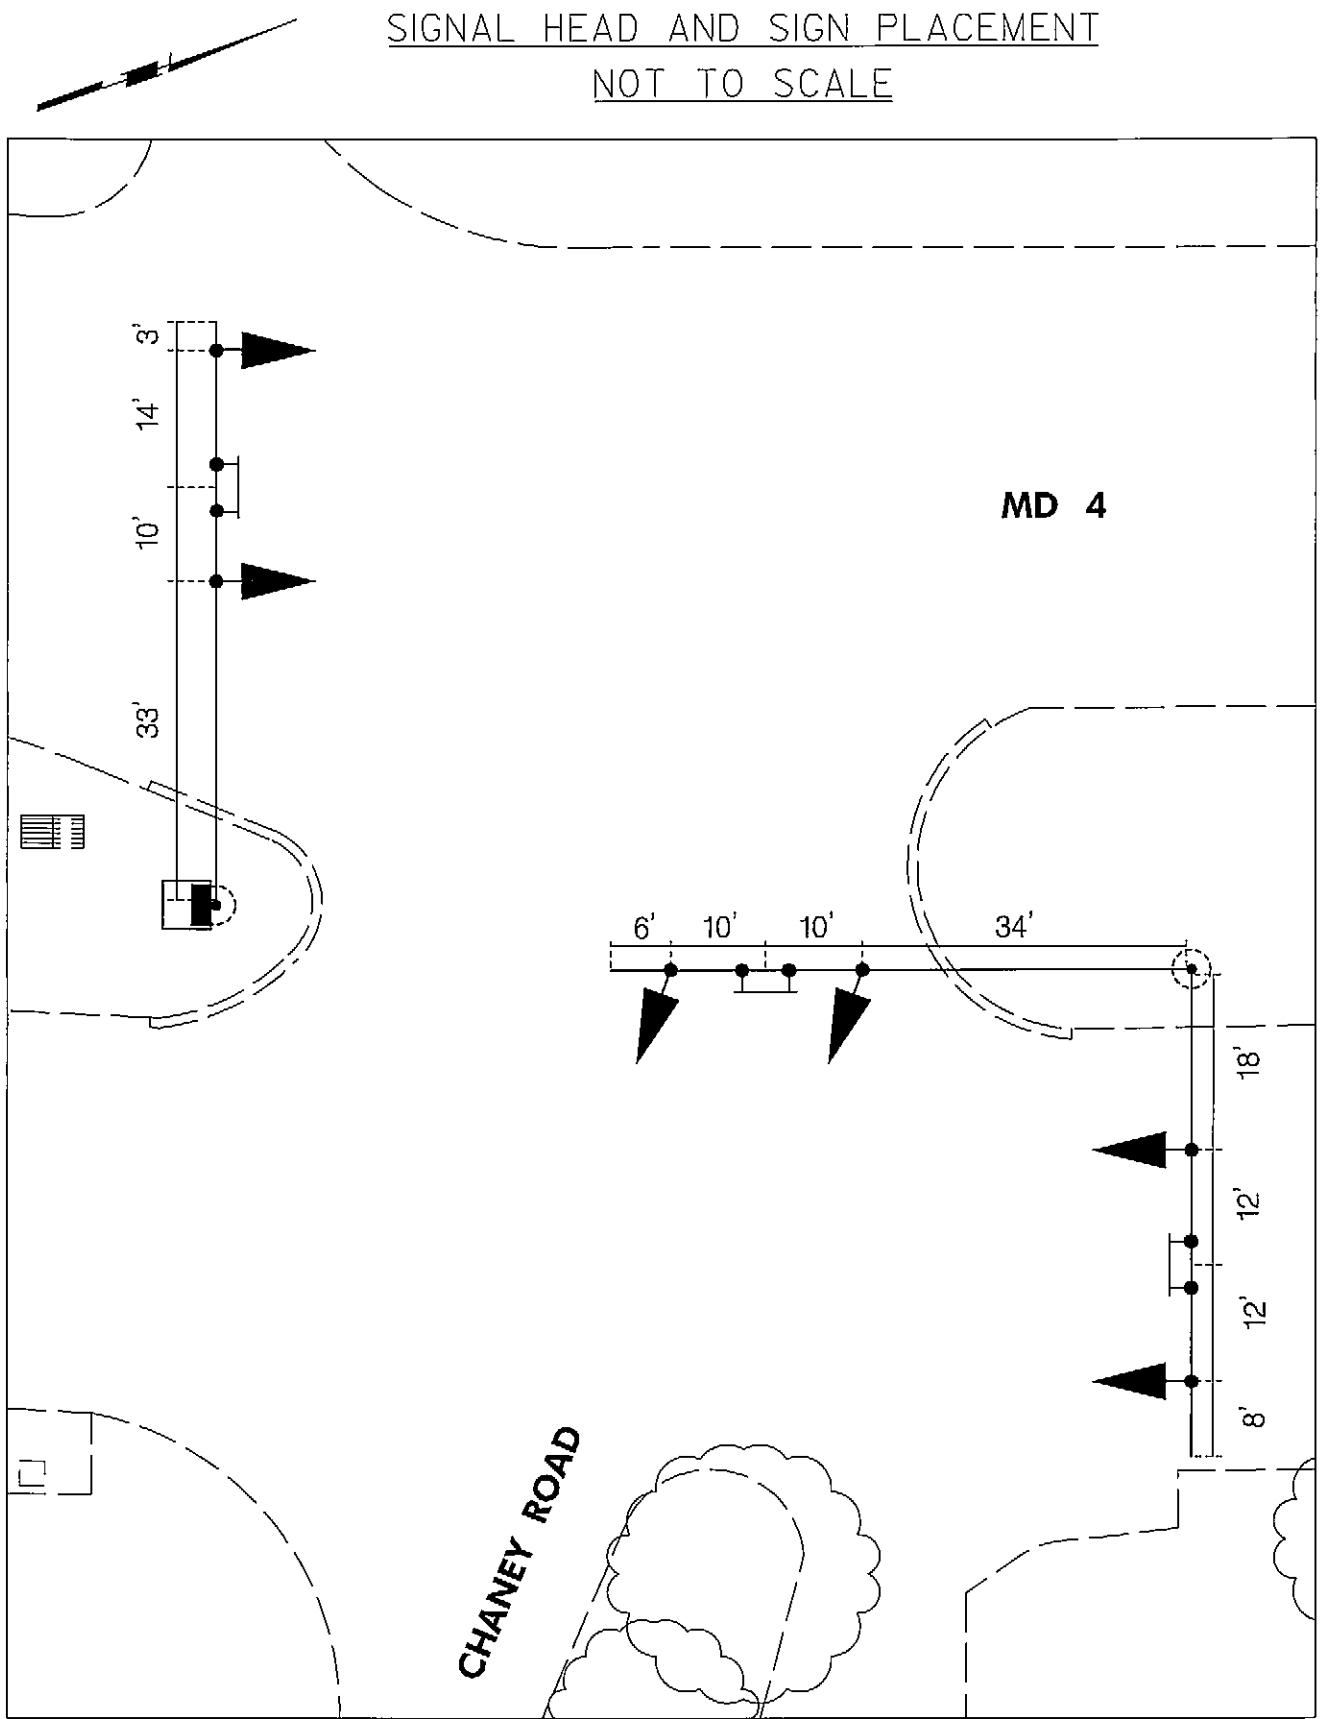 SIGNAL HEAD AND SIGN PLACEMENT
NOT TO SCALE
3'
14'
10'
33'
MD 4
6' 10' 10' 34'
18'
12'
12'
8'
CHANEY ROAD